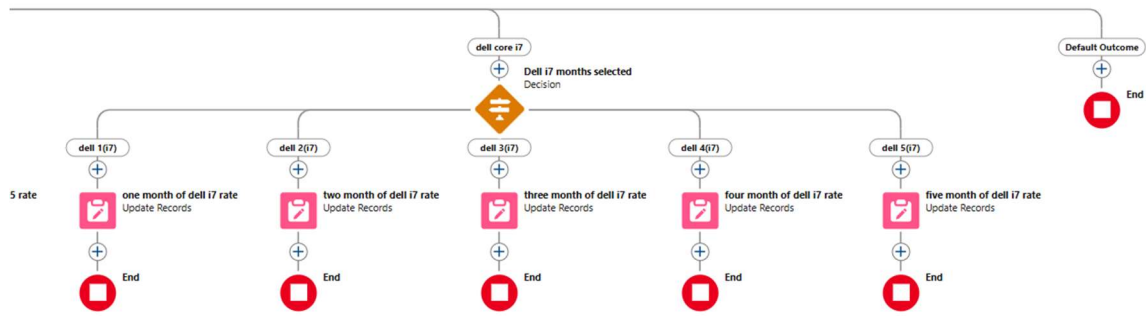 dell core i7
Default Outcome
Dell i7 months selected
Decision
End
dell 1(i7)
dell 2(i7)
dell 3(i7)
dell 4(i7)
dell 5(i7)
5 rate
one month of dell i7 rate
Update Records
two month of dell i7 rate
Update Records
three month of dell i7 rate
Update Records
four month of dell i7 rate
Update Records
five month of dell i7 rate
Update Records
End
End
End
End
End